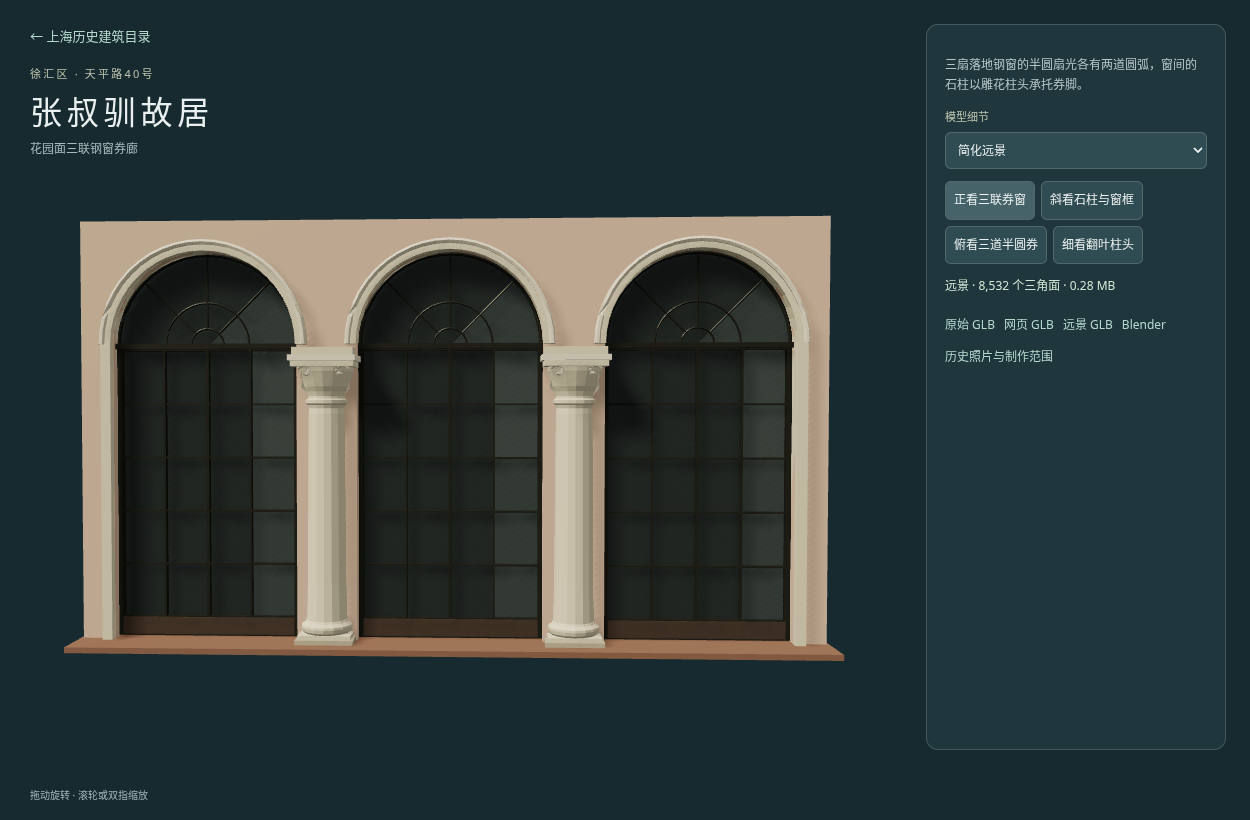 ← 上海历史建筑目录
徐汇区 · 天平路40号
张叔驯故居
花园面三联钢窗券廊
三扇落地钢窗的半圆扇光各有两道圆弧，窗间的
石柱以雕花柱头承托券脚。
模型细节
简化远景
正看三联券窗 斜看石柱与窗框
俯看三道半圆券 细看翻叶柱头
远景 · 8,532 个三角面 · 0.28 MB
原始 GLB 网页 GLB 远景 GLB Blender
历史照片与制作范围
拖动旋转 · 滚轮或双指缩放